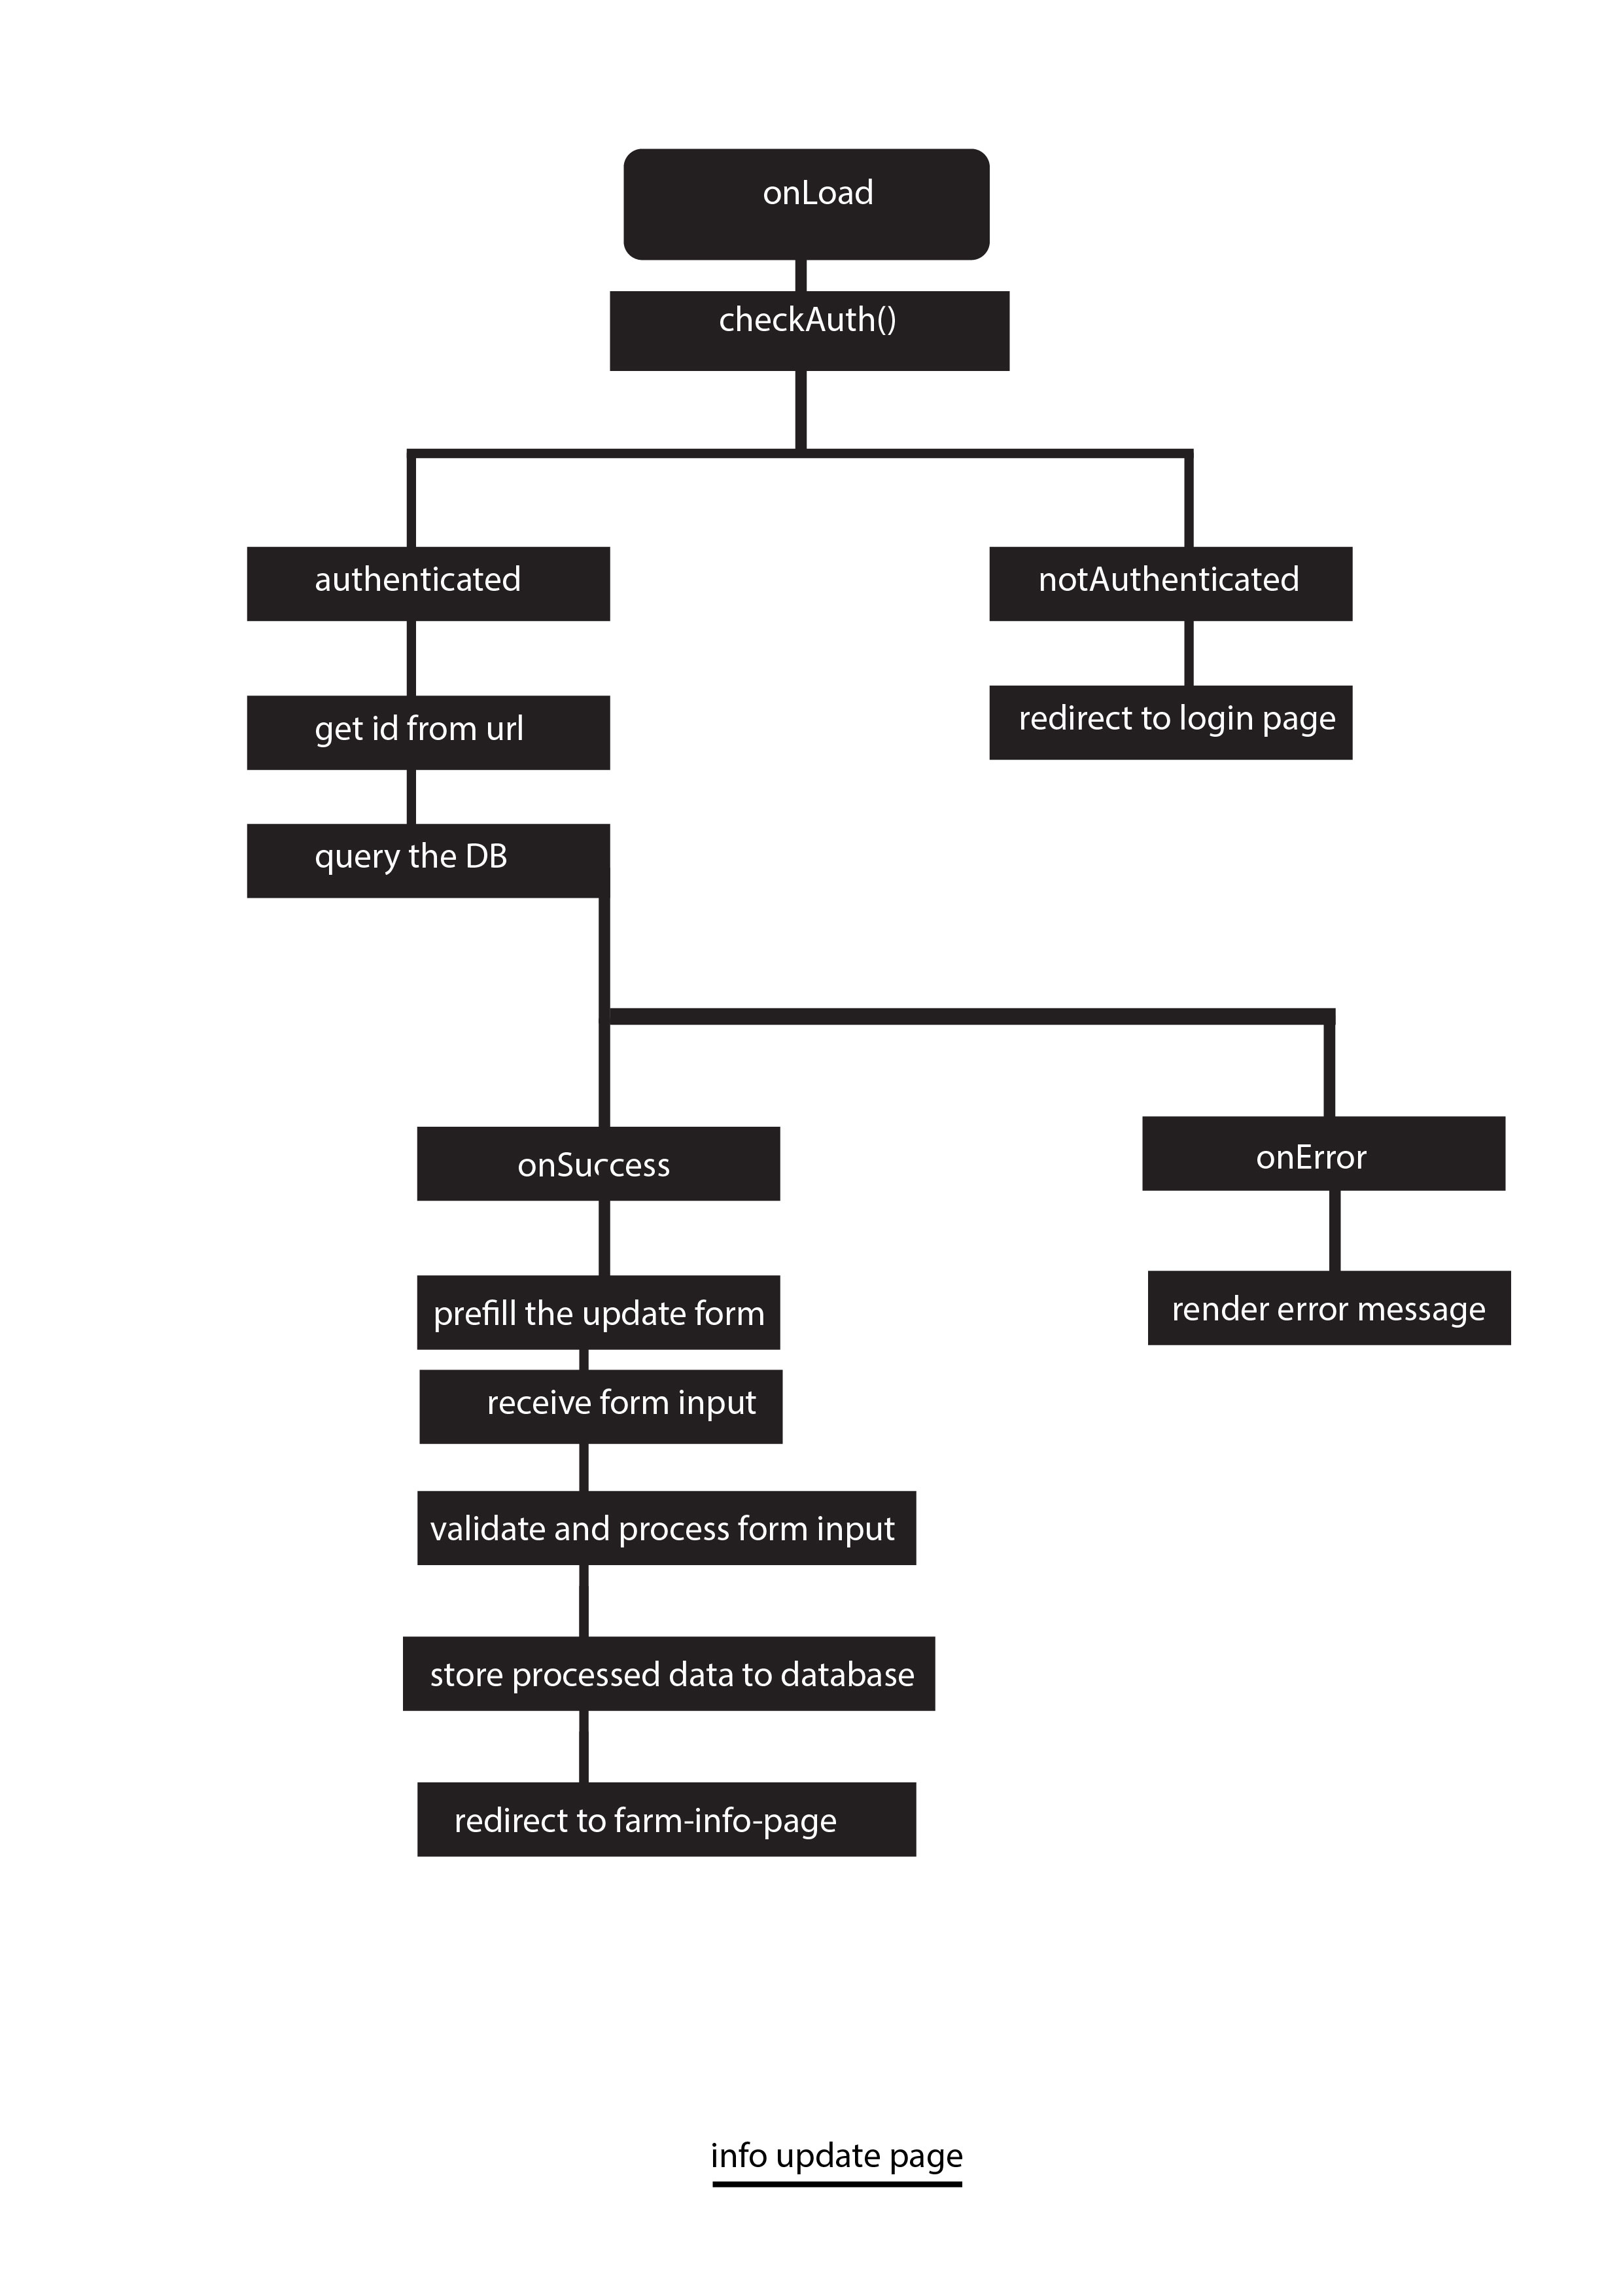 onLoad
checkAuth()
authenticated
notAuthenticated
get id from url
redirect to login page
query the DB
onSuccess
onError
prefill the update form
render error message
receive form input
validate and process form input
store processed data to database
redirect to farm-info-page
info update page